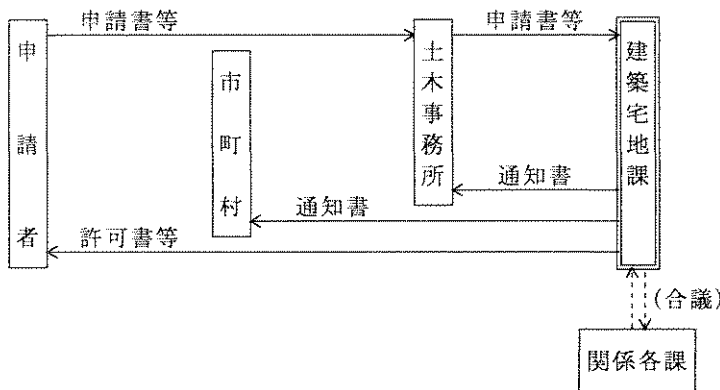 申請書等
申請書等
申請者
市町村
土木事務所
建築宅地課
通知書
通知書
許可書等
(合議)
関係各課